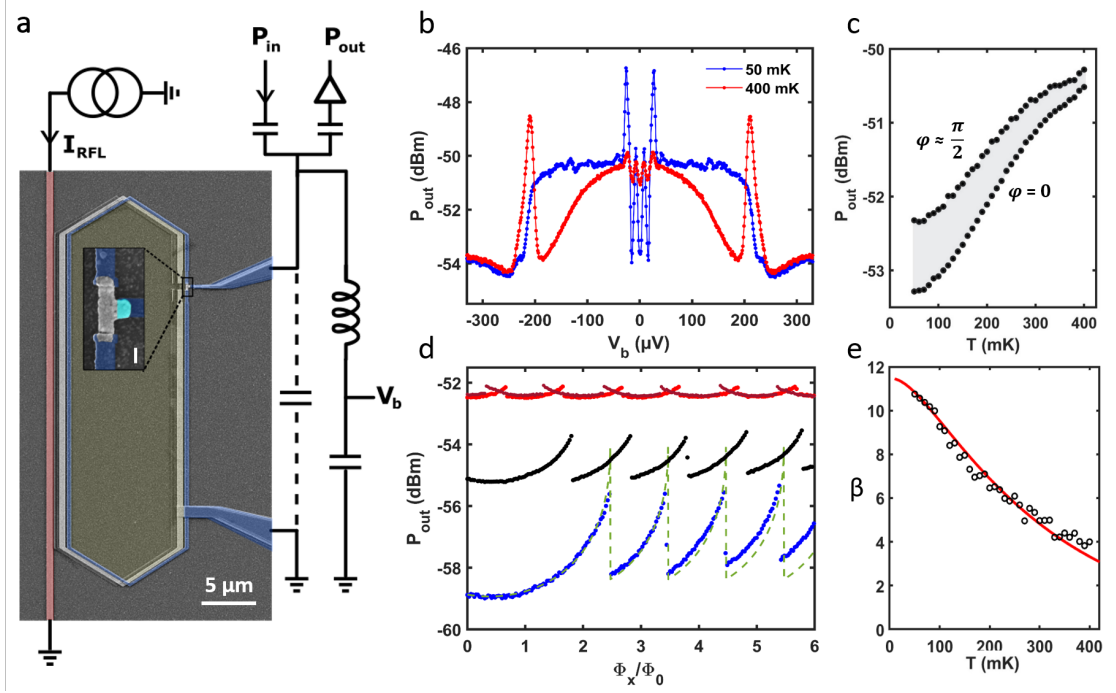 a
P_in
P_out
I_RFL
V_b
5 μm
b
P_out (dBm)
-46
-48
-50
-52
-54
50 mK
400 mK
-300
-200
-100
0
100
200
300
V_b (μV)
c
P_out (dBm)
-50
-51
-52
-53
φ ≈ π/2
φ = 0
0
100
200
300
400
T (mK)
d
P_out (dBm)
-52
-54
-56
-58
-60
0
1
2
3
4
5
6
Φ_x/Φ_0
e
β
12
10
8
6
4
2
0
0
100
200
300
400
T (mK)